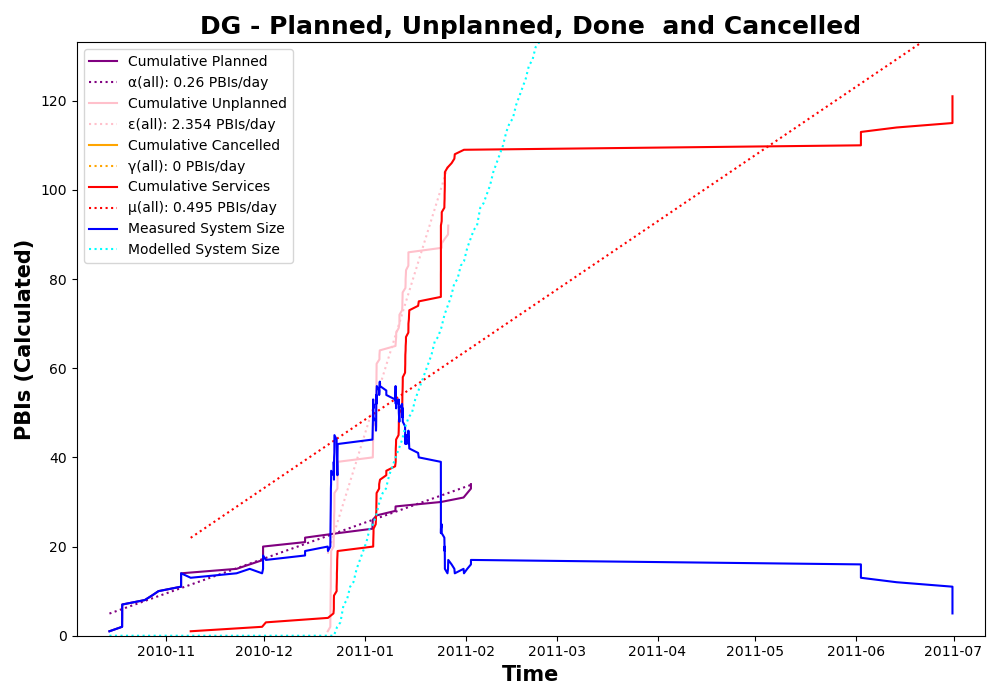 DG - Planned, Unplanned, Done  and Cancelled
Cumulative Planned
α(all): 0.26 PBIs/day
Cumulative Unplanned
ε(all): 2.354 PBIs/day
Cumulative Cancelled
γ(all): 0 PBIs/day
Cumulative Services
μ(all): 0.495 PBIs/day
Measured System Size
Modelled System Size
PBIs (Calculated)
120
100
80
60
40
20
0
2010-11 2010-12 2011-01 2011-02 2011-03 2011-04 2011-05 2011-06 2011-07
Time